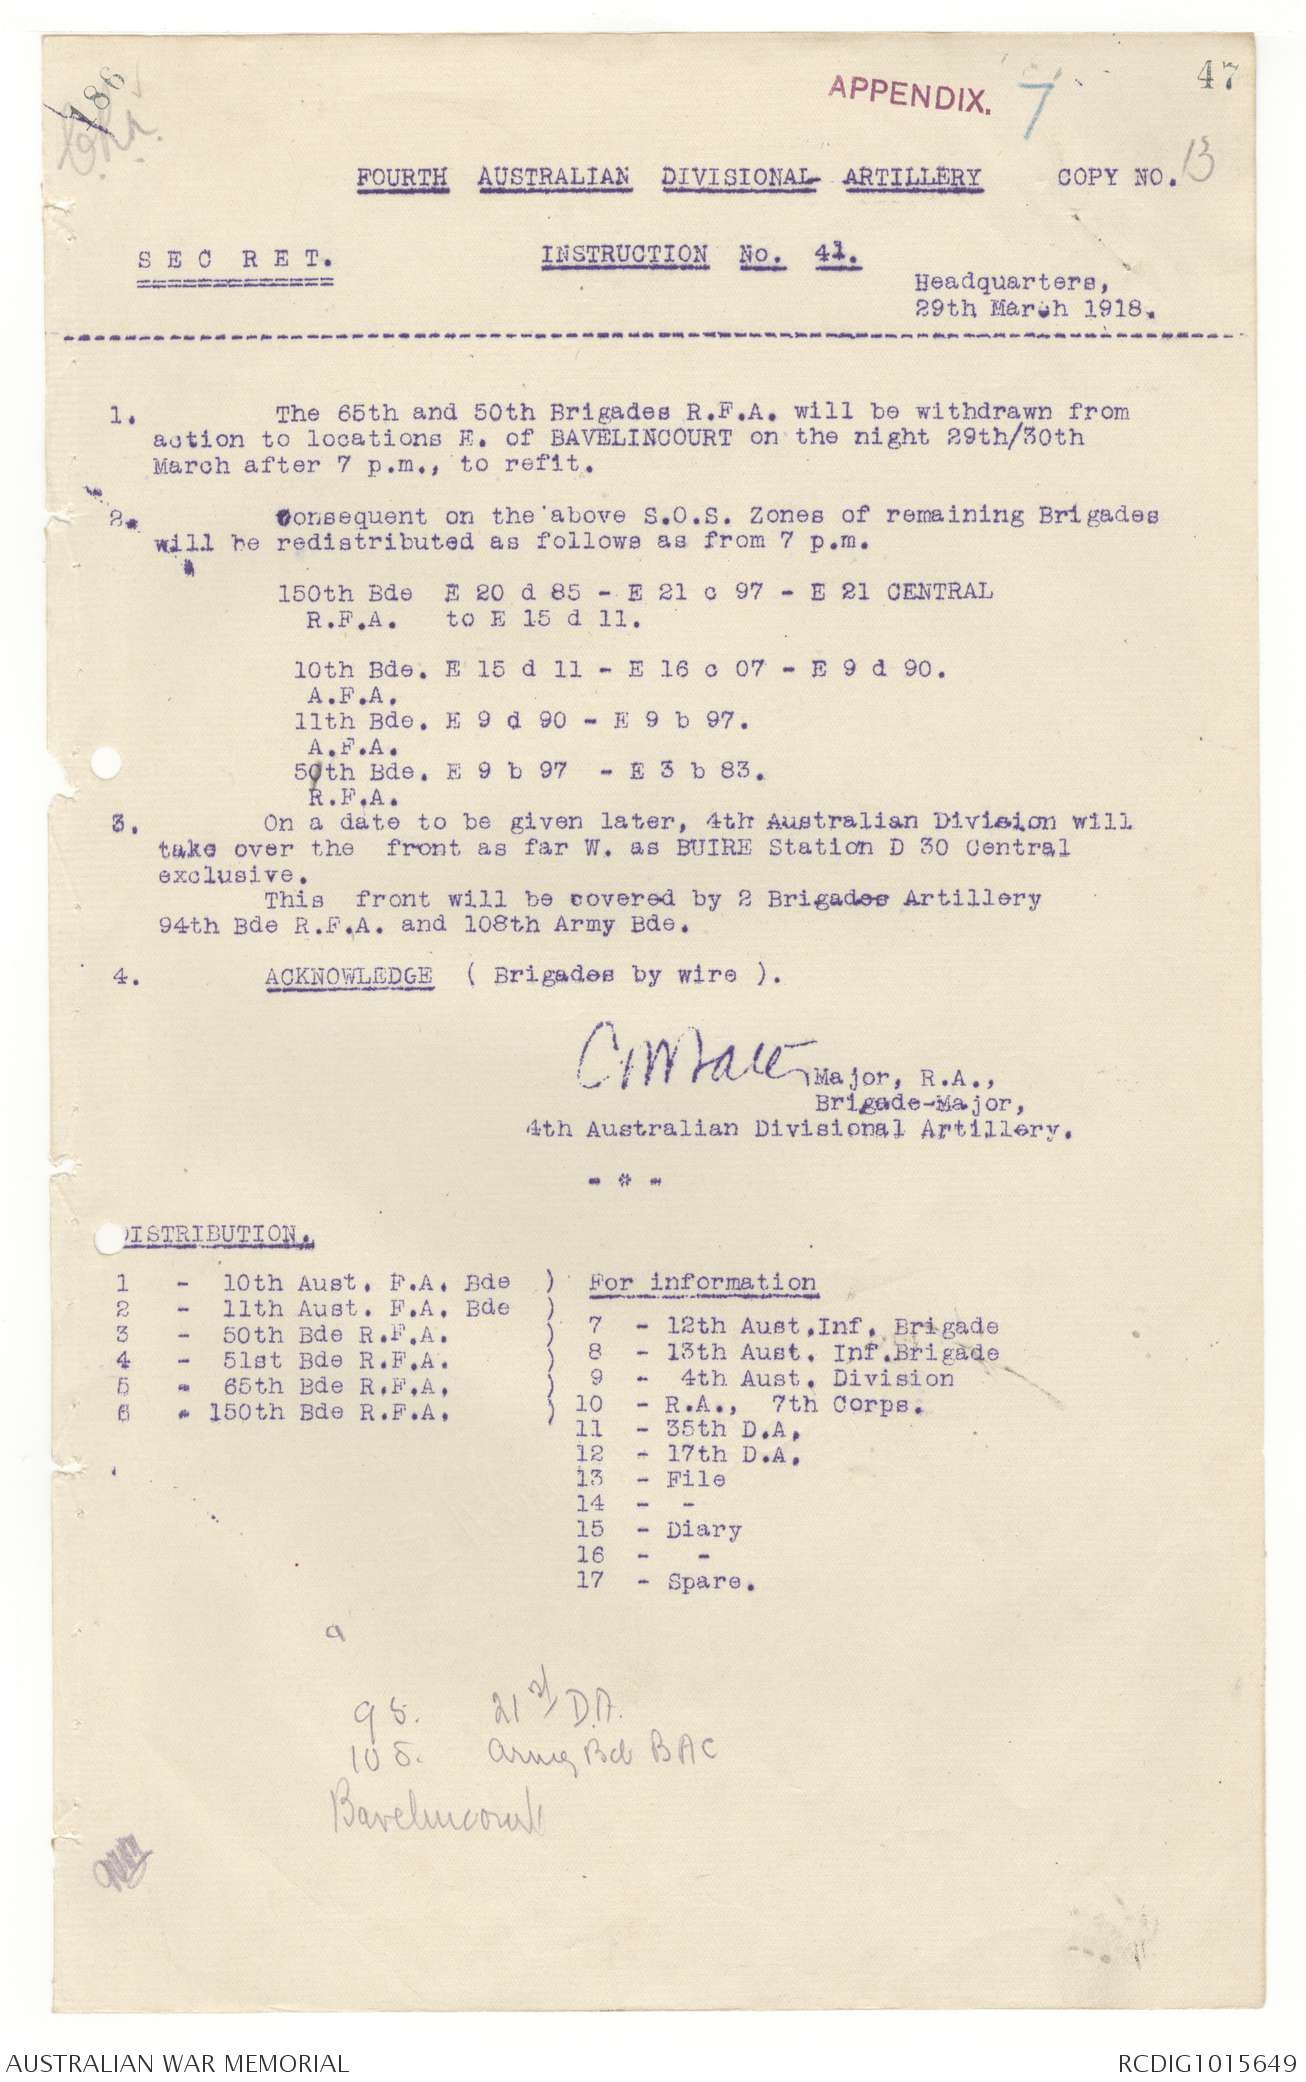 186
47
APPENDIX. 7
FOURTH AUSTRALIAN DIVISIONAL ARTILLERY COPY NO. 13
S E C R E T.
INSTRUCTION No. 41.
Headquarters,
29th March 1918.
1. The 65th and 50th Brigades R.F.A. will be withdrawn from
action to locations E. of BAVELINCOURT on the night 29th/30th
March after 7 p.m., to refit.
2. Consequent on the above S.O.S. Zones of remaining Brigades
will be redistributed as follows as from 7 p.m.
150th Bde E 20 d 85 - E 21 c 97 - E 21 CENTRAL
R.F.A. to E 15 d 11.
10th Bde. E 15 d 11 - E 16 c 07 - E 9 d 90.
A.F.A.
11th Bde. E 9 d 90 - E 9 b 97.
A.F.A.
50th Bde. E 9 b 97 - E 3 b 83.
R.F.A.
3. On a date to be given later, 4th Australian Division will
take over the front as far W. as BUIRE Station D 30 Central
exclusive.
This front will be covered by 2 Brigades Artillery
94th Bde R.F.A. and 108th Army Bde.
4. ACKNOWLEDGE ( Brigades by wire ).
Major, R.A.,
Brigade-Major,
4th Australian Divisional Artillery.
- * -
DISTRIBUTION.
1 - 10th Aust. F.A. Bde )
2 - 11th Aust. F.A. Bde )
3 - 50th Bde R.F.A. )
4 - 51st Bde R.F.A. )
5 - 65th Bde R.F.A. )
6 - 150th Bde R.F.A. )
For information
7 - 12th Aust.Inf. Brigade
8 - 13th Aust. Inf.Brigade
9 - 4th Aust. Division
10 - R.A., 7th Corps.
11 - 35th D.A.
12 - 17th D.A.
13 - File
14 - -
15 - Diary
16 - -
17 - Spare.
a
98. 21st D.A.
108. Army Bd BAC
Bavelincourt
AUSTRALIAN WAR MEMORIAL
RCDIG1015649